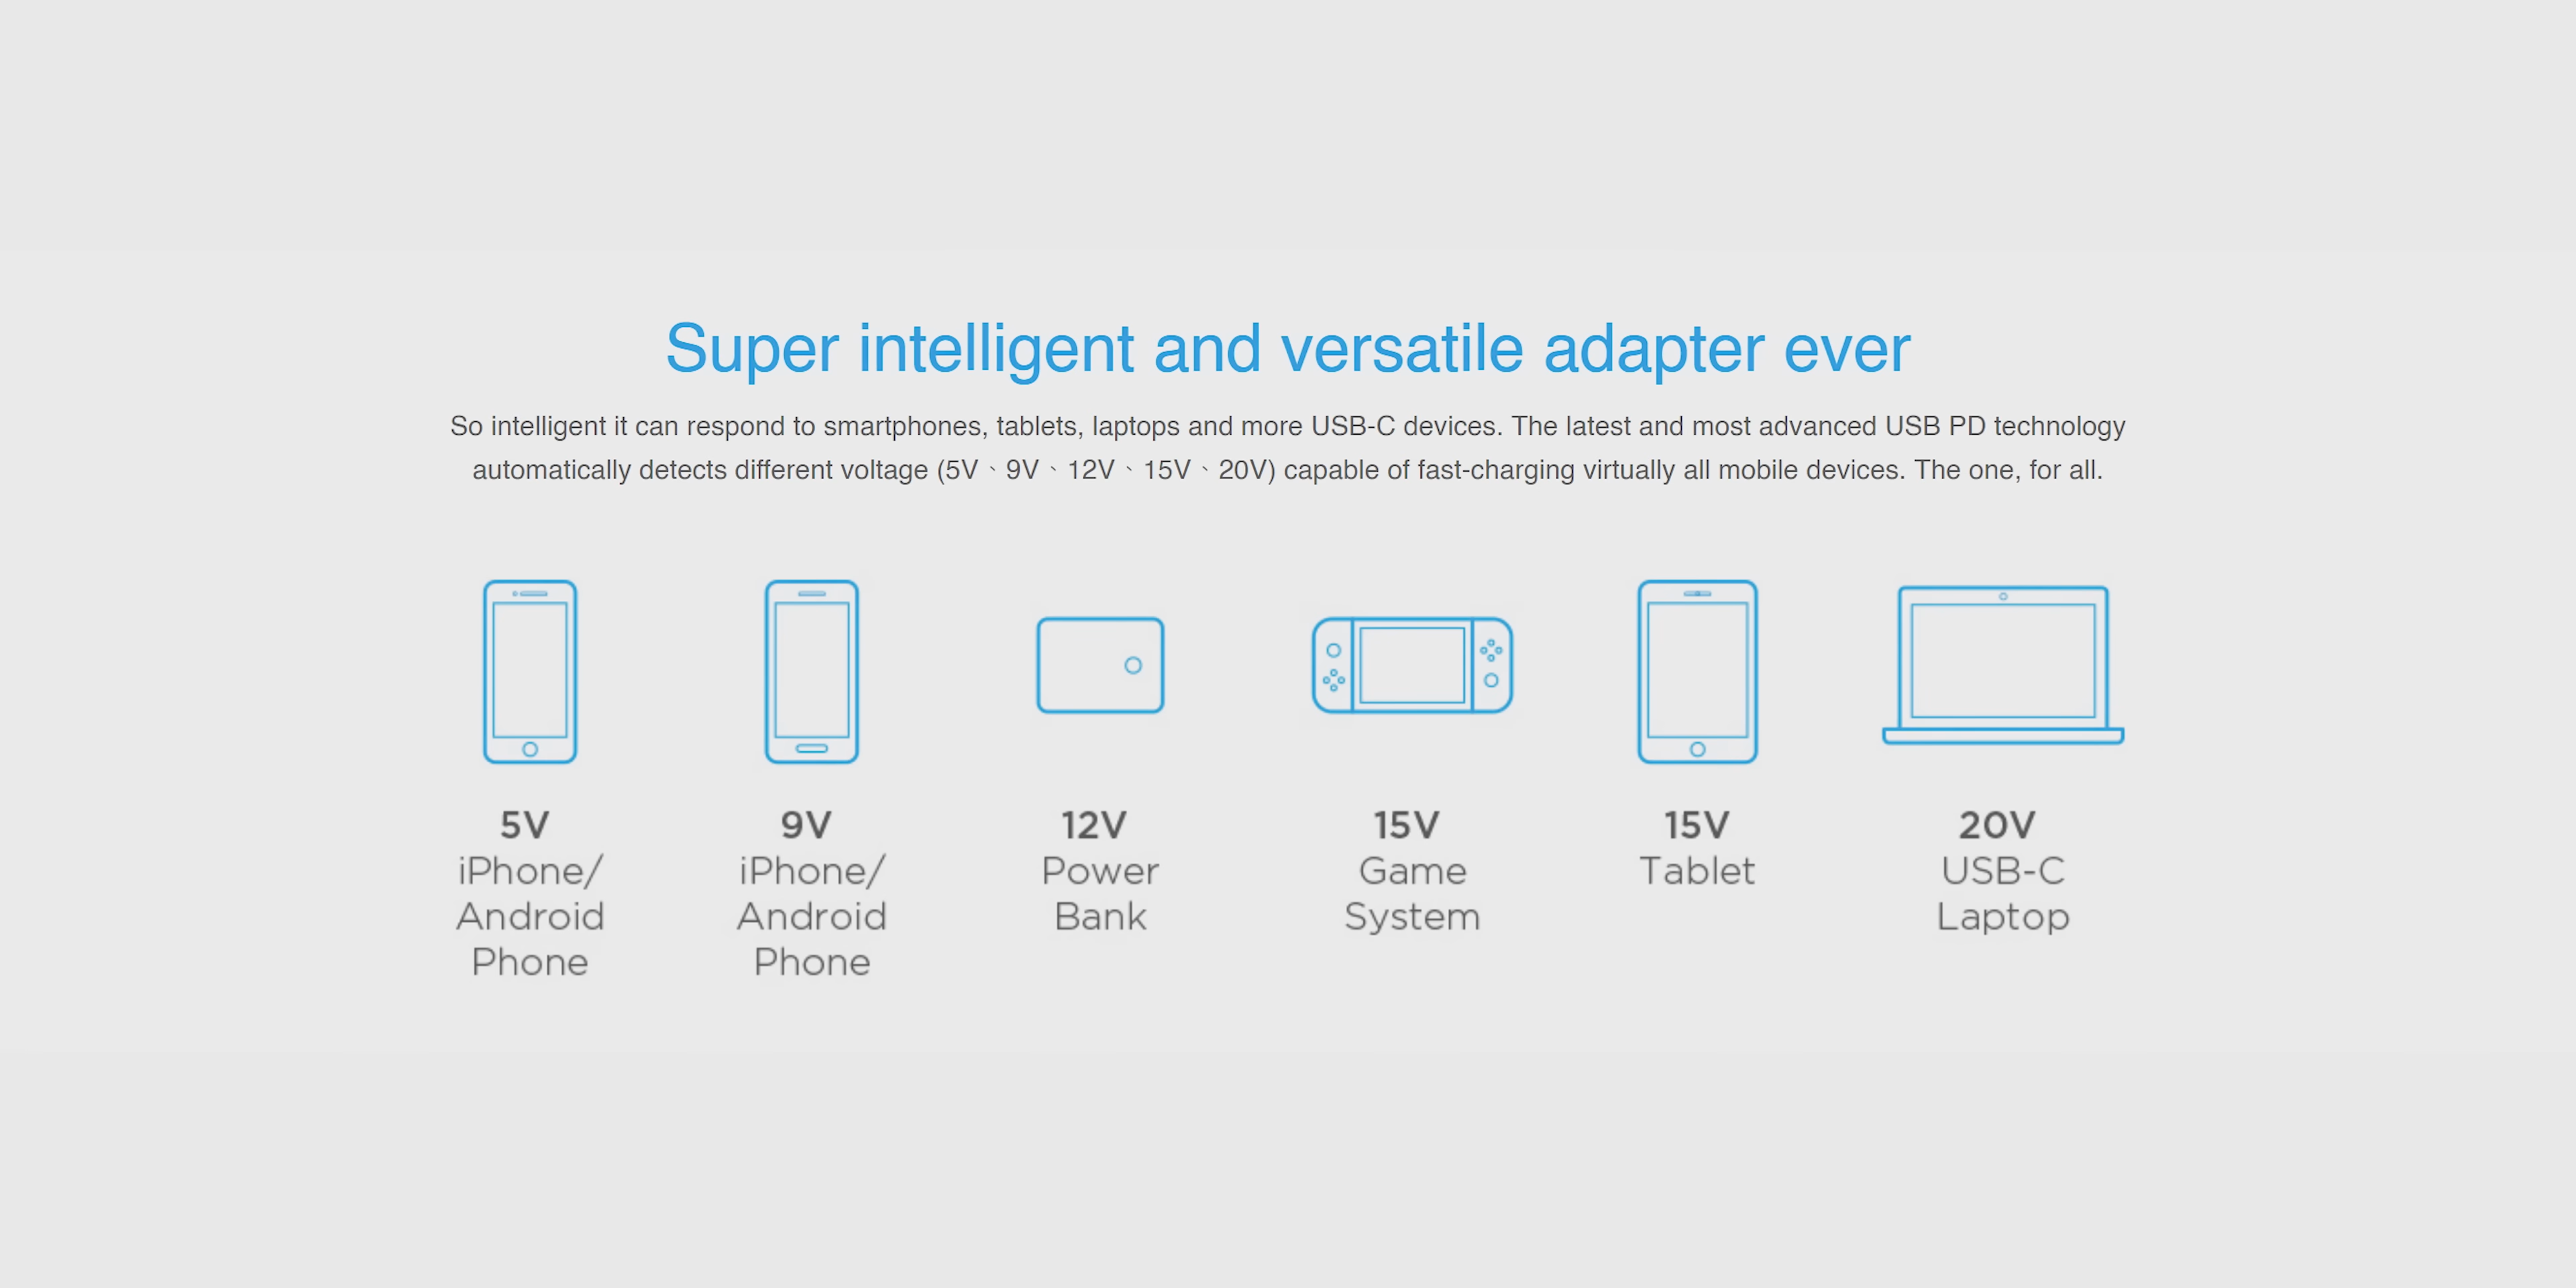 Super intelligent and versatile adapter ever
So intelligent it can respond to smartphones, tablets, laptops and more USB-C devices. The latest and most advanced USB PD technology
automatically detects different voltage (5V、9V、12V、15V、20V) capable of fast-charging virtually all mobile devices. The one, for all.
5V
iPhone/
Android
Phone
9V
iPhone/
Android
Phone
12V
Power
Bank
15V
Game
System
15V
Tablet
20V
USB-C
Laptop